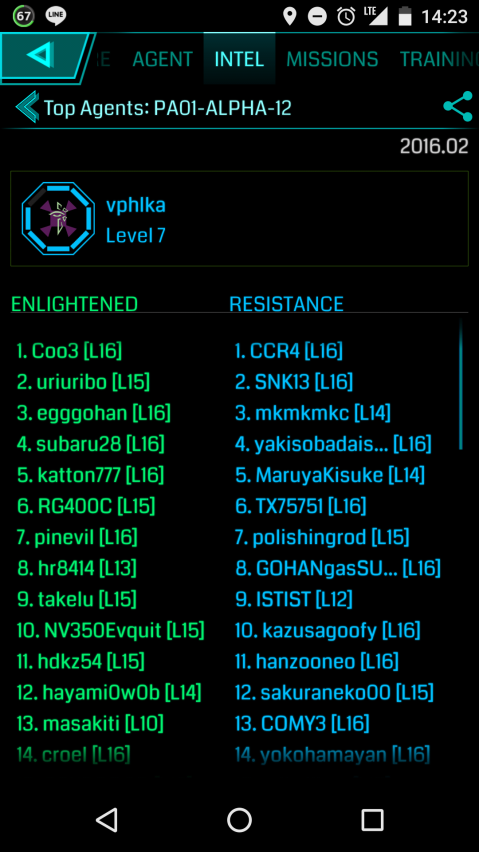 67 LINE LTE 14:23
E AGENT INTEL MISSIONS TRAINING
Top Agents: PA01-ALPHA-12
2016.02
vphlka
Level 7
ENLIGHTENED RESISTANCE
1. Coo3 [L16] 1. CCR4 [L16]
2. uriuribo [L15] 2. SNK13 [L16]
3. egggohan [L16] 3. mkmkmkc [L14]
4. subaru28 [L16] 4. yakisobadais... [L16]
5. katton777 [L16] 5. MaruyaKisuke [L14]
6. RG400C [L15] 6. TX75751 [L16]
7. pinevil [L16] 7. polishingrod [L15]
8. hr8414 [L13] 8. GOHANgasSU... [L16]
9. takelu [L15] 9. ISTIST [L12]
10. NV350Evquit [L15] 10. kazusagoofy [L16]
11. hdkz54 [L15] 11. hanzooneo [L16]
12. hayami0w0b [L14] 12. sakuraneko00 [L15]
13. masakiti [L10] 13. COMY3 [L16]
14. croel [L16] 14. yokohamayan [L16]